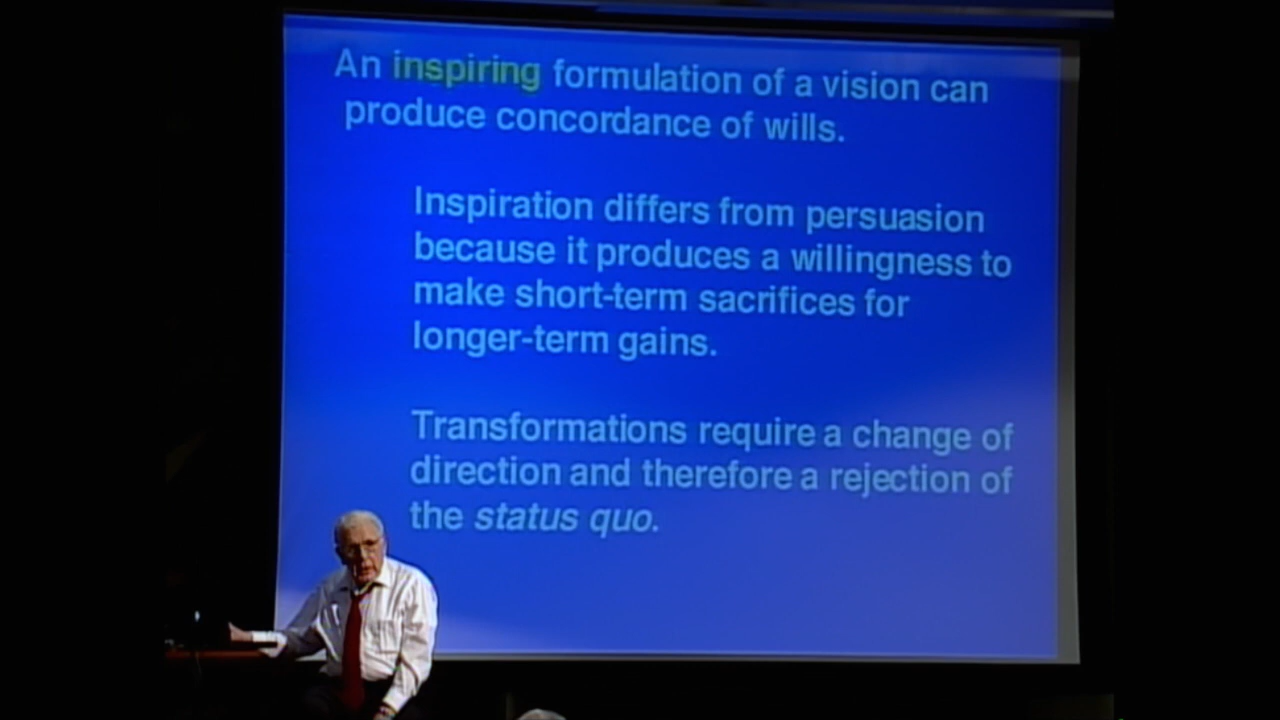 An inspiring formulation of a vision can
produce concordance of wills.
Inspiration differs from persuasion
because it produces a willingness to
make short-term sacrifices for
longer-term gains.
Transformations require a change of
direction and therefore a rejection of
the status quo.